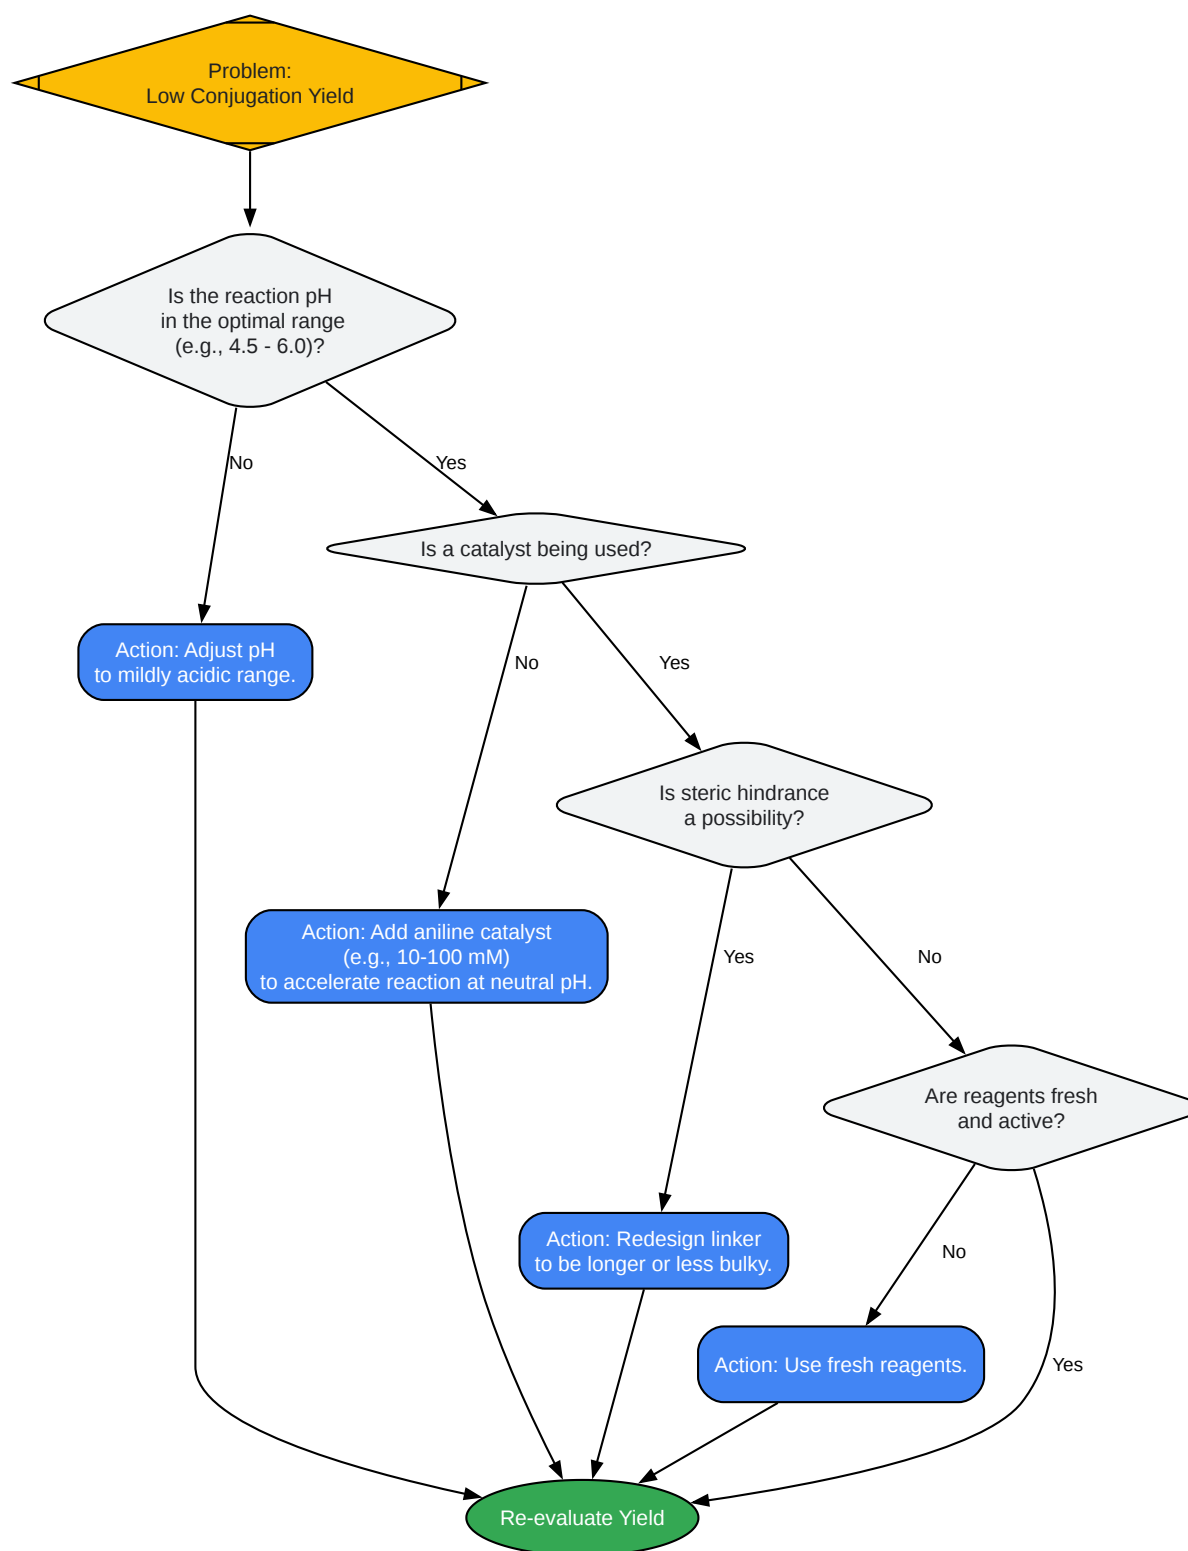 Problem:
Low Conjugation Yield
Is the reaction pH
in the optimal range
(e.g., 4.5 - 6.0)?
No
Yes
Is a catalyst being used?
Action: Adjust pH
to mildly acidic range.
No
Yes
Is steric hindrance
a possibility?
Action: Add aniline catalyst
(e.g., 10-100 mM)
to accelerate reaction at neutral pH.
Yes
No
Are reagents fresh
and active?
Action: Redesign linker
to be longer or less bulky.
No
Action: Use fresh reagents.
Yes
Re-evaluate Yield